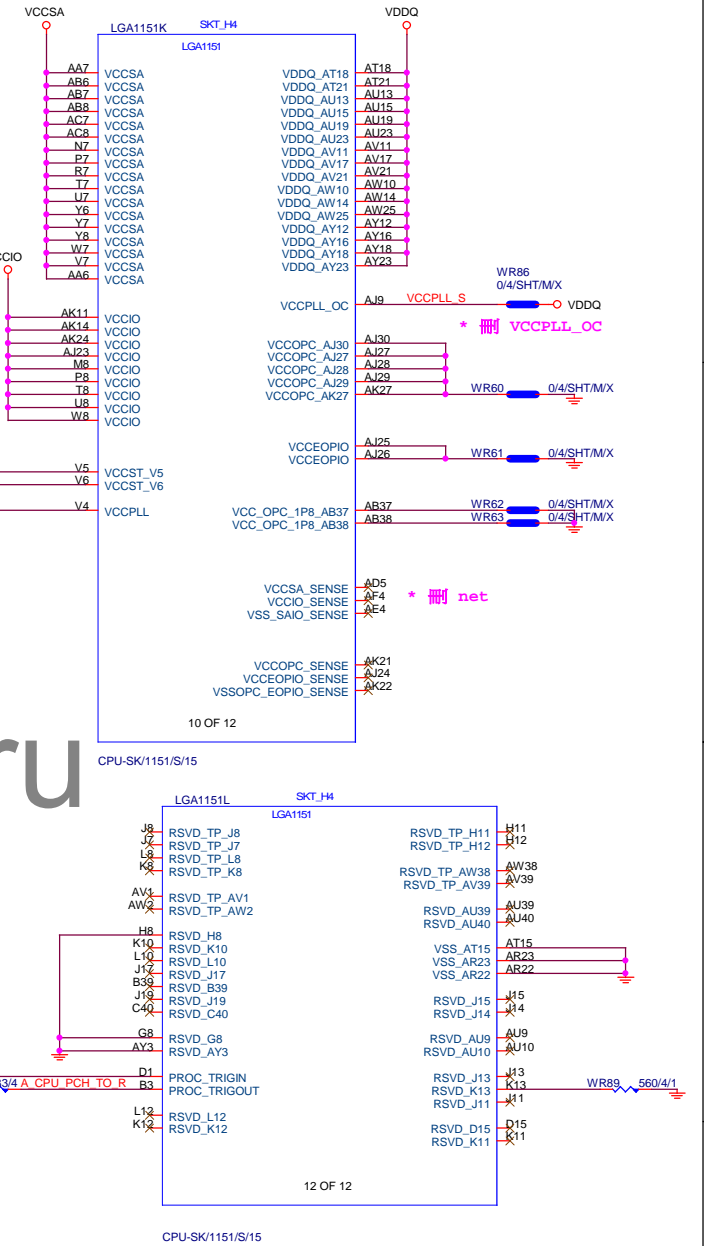 VCCSA VDDQ
LGA1151K SKT_H4
LGA1151
AA7 VCCSA VDDQ_AT18 AT18
AB6 VCCSA VDDQ_AT21 AT21
AB7 VCCSA VDDQ_AU13 AU13
AB8 VCCSA VDDQ_AU15 AU15
AC7 VCCSA VDDQ_AU19 AU19
AC8 VCCSA VDDQ_AU23 AU23
N7 VCCSA VDDQ_AV11 AV11
P7 VCCSA VDDQ_AV17 AV17
R7 VCCSA VDDQ_AV21 AV21
T7 VCCSA VDDQ_AW10 AW10
U7 VCCSA VDDQ_AW14 AW14
Y6 VCCSA VDDQ_AW25 AW25
Y7 VCCSA VDDQ_AY12 AY12
Y8 VCCSA VDDQ_AY16 AY16
W7 VCCSA VDDQ_AY18 AY18
V7 VCCSA VDDQ_AY23 AY23
AA6 VCCSA
CCIO
WR86
0/4/SHT/M/X
VCCPLL_OC AJ9 VCCPLL_S VDDQ
* 刪 VCCPLL_OC
AK11 VCCIO
AK14 VCCIO
AK24 VCCIO VCCOPC_AJ30 AJ30
AJ23 VCCIO VCCOPC_AJ27 AJ27
M8 VCCIO VCCOPC_AJ28 AJ28
P8 VCCIO VCCOPC_AJ29 AJ29
T8 VCCIO VCCOPC_AK27 AK27 WR60 0/4/SHT/M/X
U8 VCCIO
W8 VCCIO
VCCEOPIO AJ25
VCCEOPIO AJ26 WR61 0/4/SHT/M/X
V5 VCCST_V5
V6 VCCST_V6
V4 VCCPLL VCC_OPC_1P8_AB37 AB37 WR62 0/4/SHT/M/X
VCC_OPC_1P8_AB38 AB38 WR63 0/4/SHT/M/X
VCCSA_SENSE AD5
VCCIO_SENSE AF4 * 刪 net
VSS_SAIO_SENSE AE4
VCCOPC_SENSE AK21
VCCEOPIO_SENSE AJ24
VSSOPC_EOPIO_SENSE AK22
10 OF 12
ru
CPU-SK/1151/S/15
LGA1151L SKT_H4
LGA1151
J8 RSVD_TP_J8 RSVD_TP_H11 H11
J7 RSVD_TP_J7 RSVD_TP_H12 H12
L8 RSVD_TP_L8
K8 RSVD_TP_K8 RSVD_TP_AW38 AW38
RSVD_TP_AV39 AV39
AV1 RSVD_TP_AV1
AW2 RSVD_TP_AW2 RSVD_AU39 AU39
RSVD_AU40 AU40
H8 RSVD_H8
K10 RSVD_K10 VSS_AT15 AT15
L10 RSVD_L10 VSS_AR23 AR23
J17 RSVD_J17 VSS_AR22 AR22
B39 RSVD_B39
J19 RSVD_J19 RSVD_J15 J15
C40 RSVD_C40 RSVD_J14 J14
G8 RSVD_G8 RSVD_AU9 AU9
AY3 RSVD_AY3 RSVD_AU10 AU10
D1 PROC_TRIGIN RSVD_J13 J13
3/4 A_CPU_PCH_TO_R B3 PROC_TRIGOUT RSVD_K13 K13 WR89 560/4/1
RSVD_J11 J11
L12 RSVD_L12
K12 RSVD_K12 RSVD_D15 D15
RSVD_K11 K11
12 OF 12
CPU-SK/1151/S/15